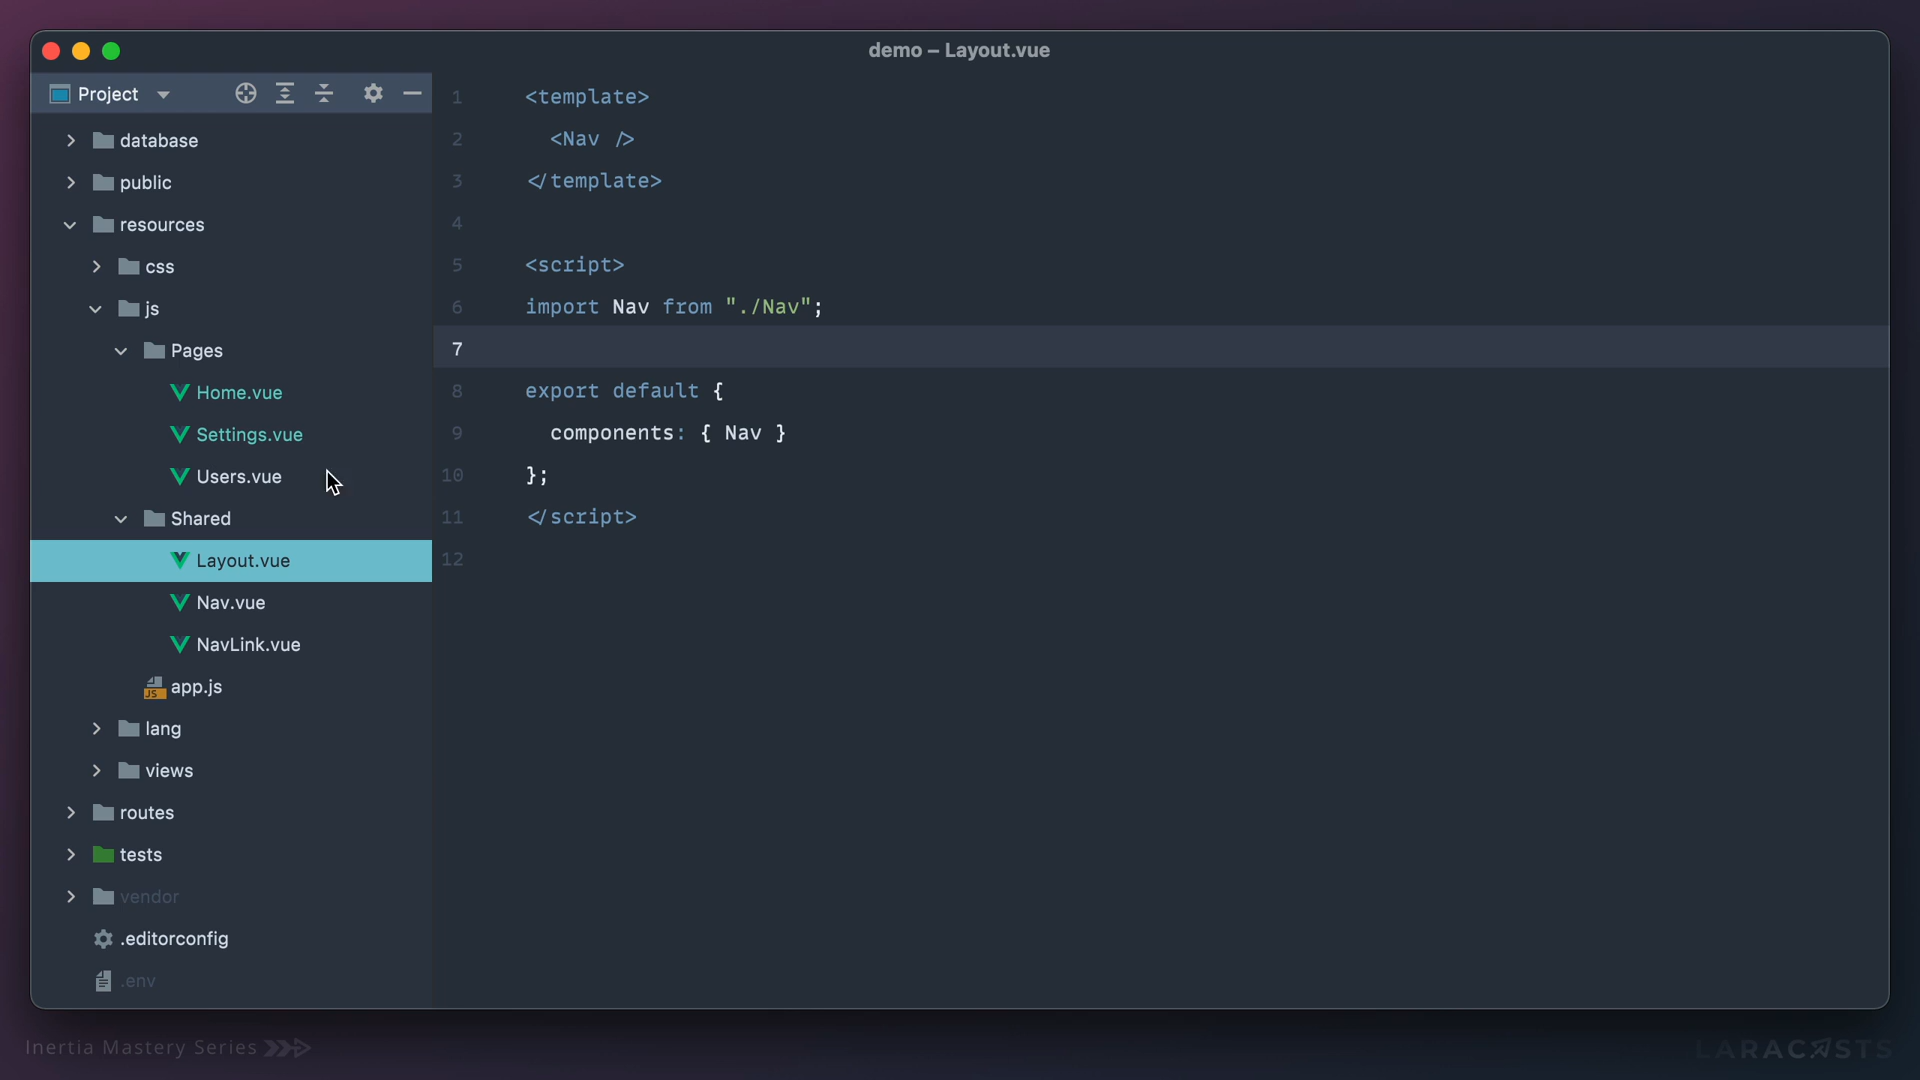 demo – Layout.vue
Project
database
public
resources
css
js
Pages
Home.vue
Settings.vue
Users.vue
Shared
Layout.vue
Nav.vue
NavLink.vue
JS app.js
lang
views
routes
tests
vendor
.editorconfig
.env
1 <template>
2 <Nav />
3 </template>
4
5 <script>
6 import Nav from "./Nav";
7
8 export default {
9 components: { Nav }
10 };
11 </script>
12
Inertia Mastery Series
LARACASTS